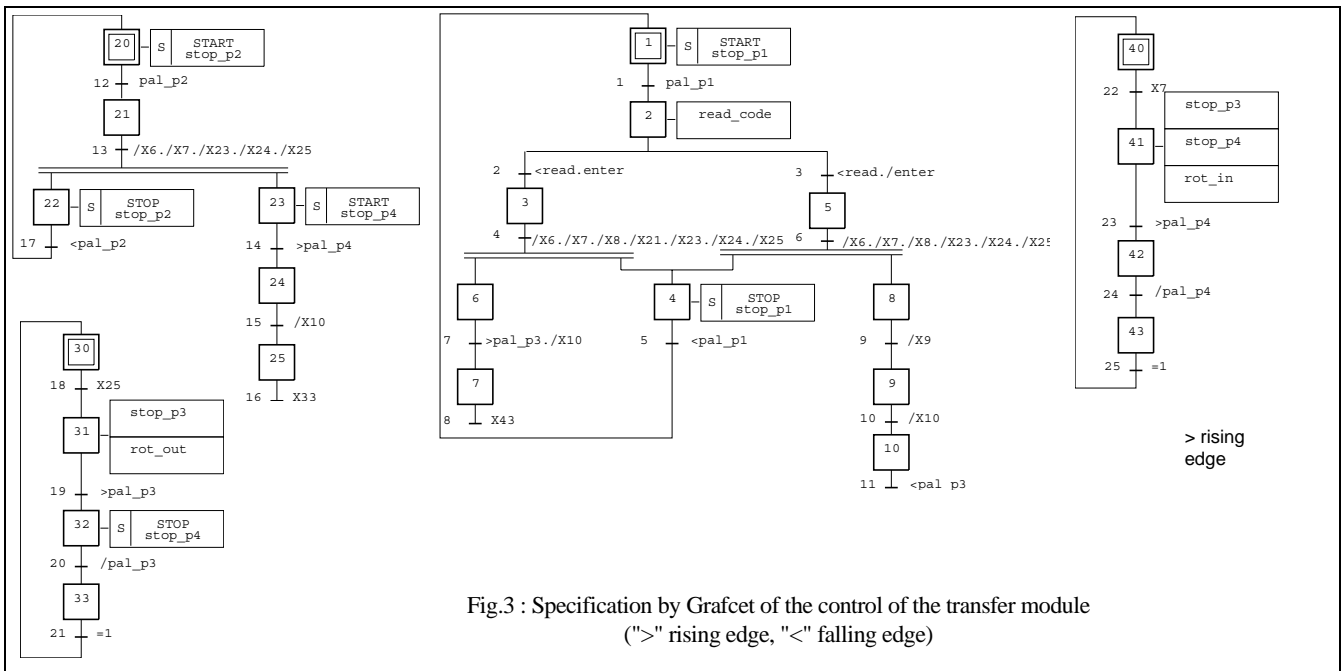 20
S
START
stop_p2
12
pal_p2
21
13
/X6./X7./X23./X24./X25
22
S
STOP
stop_p2
17
<pal_p2
23
S
START
stop_p4
14
>pal_p4
24
15
/X10
25
16
X33
30
18
X25
31
stop_p3
rot_out
19
>pal_p3
32
S
STOP
stop_p4
20
/pal_p3
33
21
=1
1
S
START
stop_p1
1
pal_p1
2
read_code
2
<read.enter
3
<read./enter
3
5
4
/X6./X7./X8./X21./X23./X24./X25
6
/X6./X7./X8./X23./X24./X25
6
4
S
STOP
stop_p1
8
7
>pal_p3./X10
5
<pal_p1
9
/X9
7
9
8
X43
10
/X10
10
11
<pal p3
40
22
X7
41
stop_p3
stop_p4
rot_in
23
>pal_p4
42
24
/pal_p4
43
25
=1
> rising
edge
Fig.3 : Specification by Grafcet of the control of the transfer module
(">" rising edge, "<" falling edge)